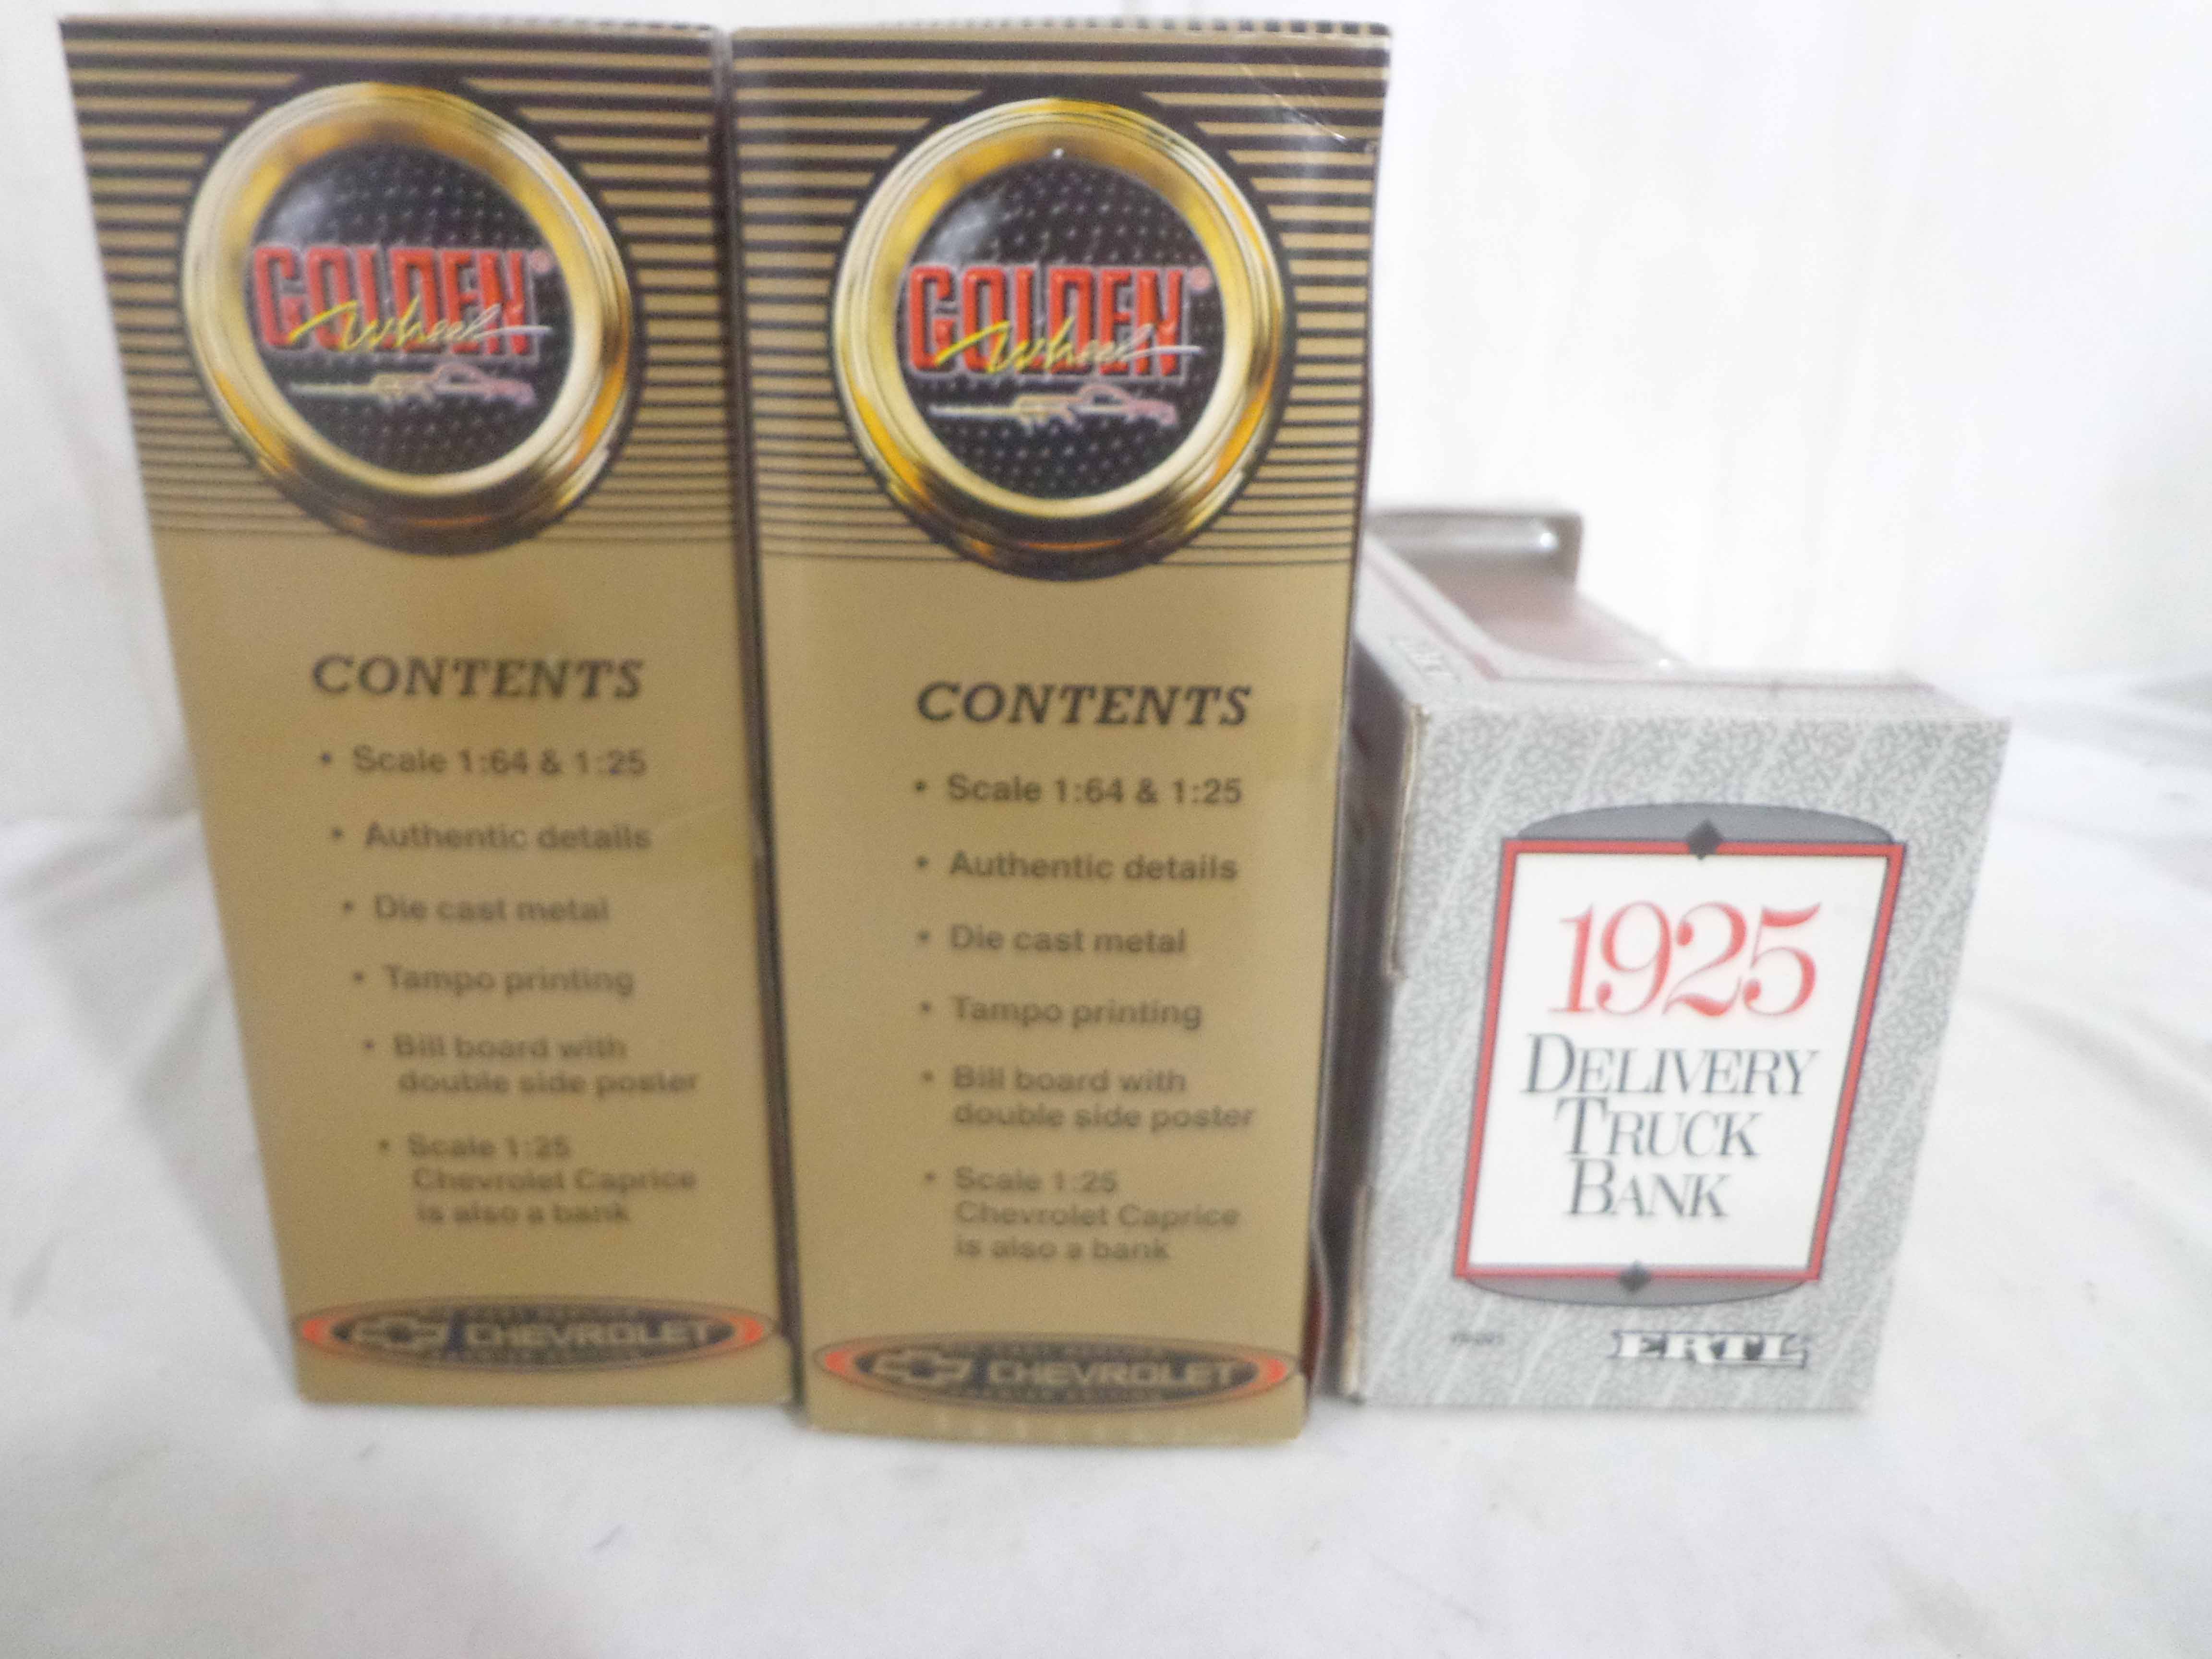 GOLDEN®
Wheel
CONTENTS
• Scale 1:64 & 1:25
• Authentic details
• Die cast metal
• Tampo printing
• Bill board with
double side poster
• Scale 1:25
Chevrolet Caprice
is also a bank
CHEVROLET
GOLDEN®
Wheel
CONTENTS
• Scale 1:64 & 1:25
• Authentic details
• Die cast metal
• Tampo printing
• Bill board with
double side poster
• Scale 1:25
Chevrolet Caprice
is also a bank
CHEVROLET
1925
DELIVERY
TRUCK
BANK
ERTL